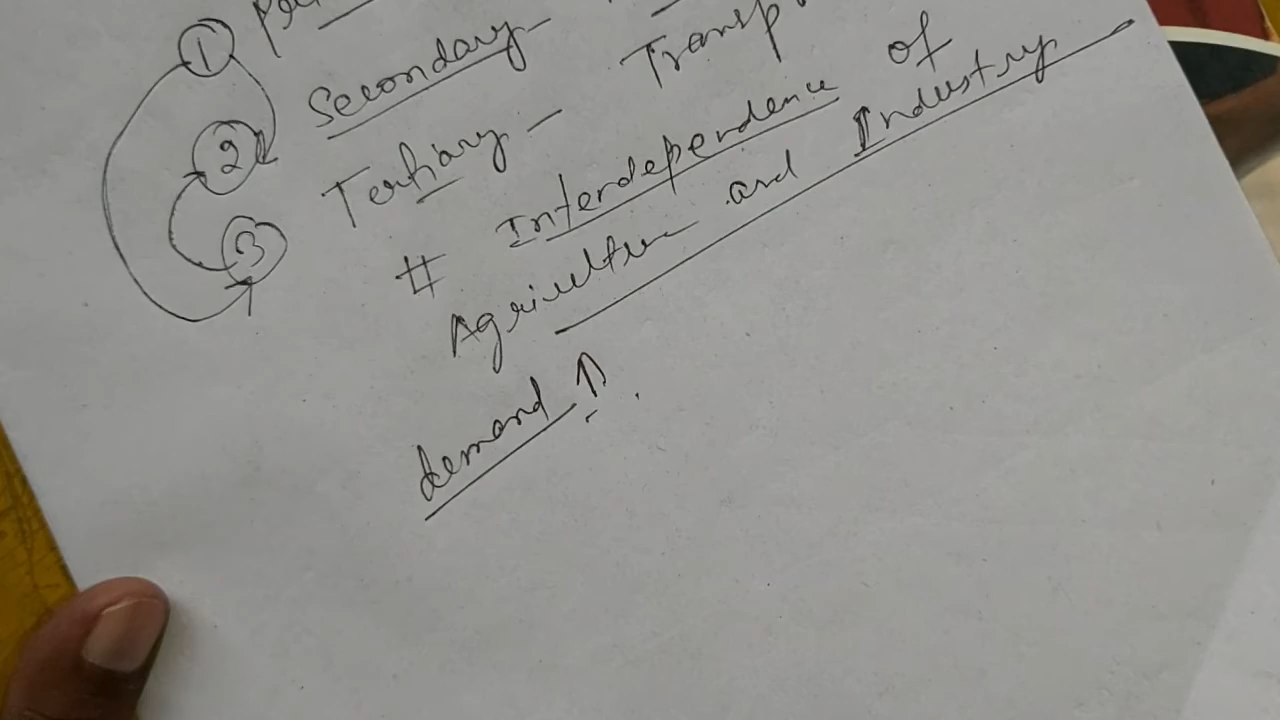 ①
② Secondary -
③ Tertiary - Transp
# Interdependence of
Agriculture and Industry
demand ↑